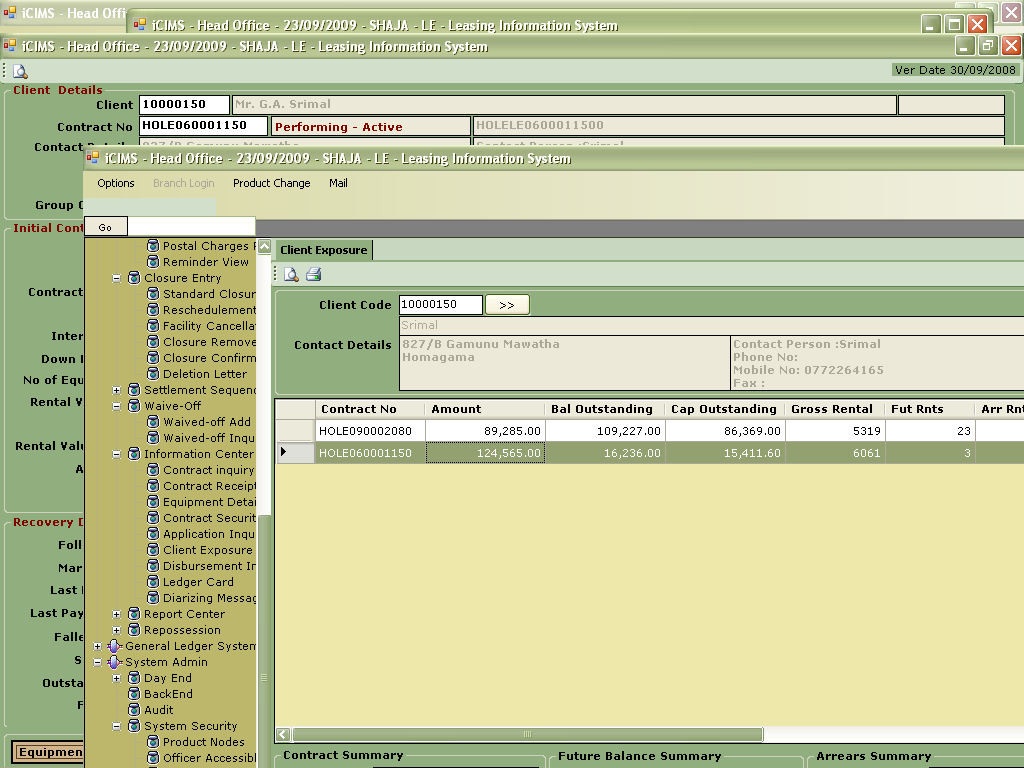 iCIMS - Head Offi
iCIMS - Head Office - 23/09/2009 - SHAJA - LE - Leasing Information System
iCIMS - Head Office - 23/09/2009 - SHAJA - LE - Leasing Information System
Ver Date 30/09/2008
Client Details
Client 10000150 Mr. G.A. Srimal
Contract No HOLE060001150 Performing - Active HOLELE0600011500
iCIMS - Head Office - 23/09/2009 - SHAJA - LE - Leasing Information System
Options Branch Login Product Change Mail
Group C
Go
Initial Cont
Contract
Inter
Down
No of Equ
Rental V
Rental Valu
A
Recovery D
Foll
Mar
Last
Last Pay
Falle
S
Outsta
F
Equipmen
Postal Charges
Reminder View
Closure Entry
Standard Closur
Reschedulement
Facility Cancella
Closure Remove
Closure Confirm
Deletion Letter
Settlement Sequenc
Waive-Off
Waived-off Add
Waived-off Inqu
Information Center
Contract inquiry
Contract Receipt
Equipment Detai
Contract Securit
Application Inqu
Client Exposure
Disbursement In
Ledger Card
Diarizing Messag
Report Center
Repossession
General Ledger System
System Admin
Day End
BackEnd
Audit
System Security
Product Nodes
Officer Accessibl
Client Exposure
Client Code 10000150 >>
Srimal
Contact Details 827/B Gamunu Mawatha
Homagama
Contact Person :Srimal
Phone No:
Mobile No: 0772264165
Fax :
Contract No Amount Bal Outstanding Cap Outstanding Gross Rental Fut Rnts Arr Rnt
HOLE090002080 89,285.00 109,227.00 86,369.00 5319 23
HOLE060001150 124,565.00 16,236.00 15,411.60 6061 3
Contract Summary Future Balance Summary Arrears Summary